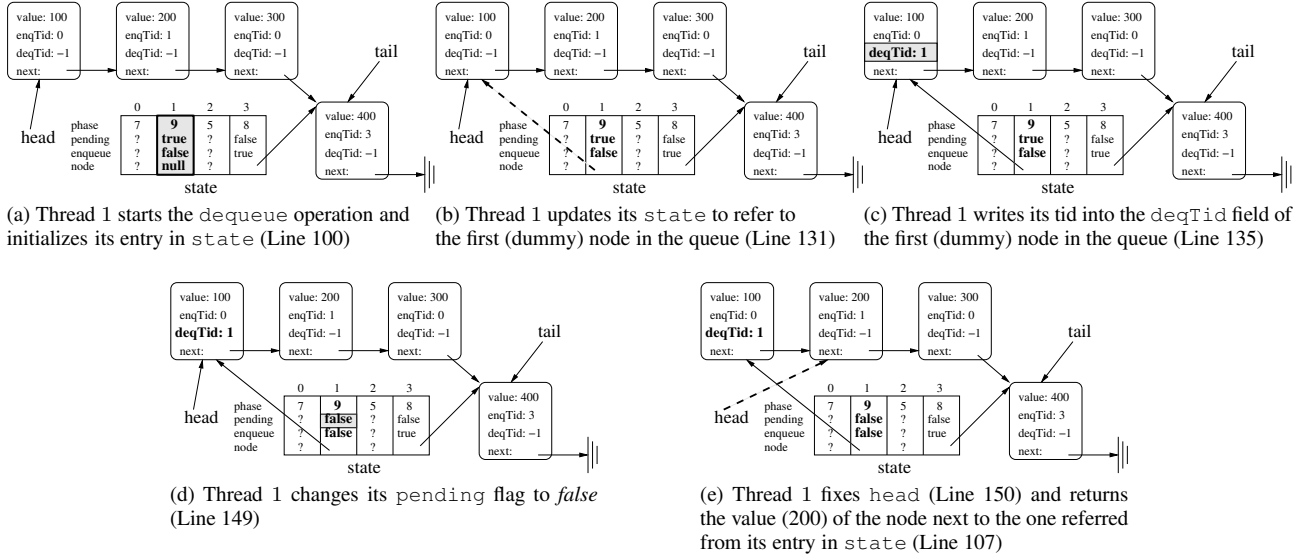 value: 100
enqTid: 0
deqTid: −1
next:
value: 200
enqTid: 1
deqTid: −1
next:
value: 300
enqTid: 0
deqTid: −1
next:
tail
head
0 1 2 3
phase 7 9 5 8
pending ? true ? false
enqueue ? false ? true
node ? null ?
state
value: 400
enqTid: 3
deqTid: −1
next:
(a) Thread 1 starts the dequeue operation and
initializes its entry in state (Line 100)
value: 100
enqTid: 0
deqTid: −1
next:
value: 200
enqTid: 1
deqTid: −1
next:
value: 300
enqTid: 0
deqTid: −1
next:
tail
head
0 1 2 3
phase 7 9 5 8
pending ? true ? false
enqueue ? false ? true
node ? ?
state
value: 400
enqTid: 3
deqTid: −1
next:
(b) Thread 1 updates its state to refer to
the first (dummy) node in the queue (Line 131)
value: 100
enqTid: 0
deqTid: 1
next:
value: 200
enqTid: 1
deqTid: −1
next:
value: 300
enqTid: 0
deqTid: −1
next:
tail
head
0 1 2 3
phase 7 9 5 8
pending ? true ? false
enqueue ? false ? true
node ? ?
state
value: 400
enqTid: 3
deqTid: −1
next:
(c) Thread 1 writes its tid into the deqTid field of
the first (dummy) node in the queue (Line 135)
value: 100
enqTid: 0
deqTid: 1
next:
value: 200
enqTid: 1
deqTid: −1
next:
value: 300
enqTid: 0
deqTid: −1
next:
tail
head
0 1 2 3
phase 7 9 5 8
pending ? false ? false
enqueue ? false ? true
node ? ?
state
value: 400
enqTid: 3
deqTid: −1
next:
(d) Thread 1 changes its pending flag to false
(Line 149)
value: 100
enqTid: 0
deqTid: 1
next:
value: 200
enqTid: 1
deqTid: −1
next:
value: 300
enqTid: 0
deqTid: −1
next:
tail
head
0 1 2 3
phase 7 9 5 8
pending ? false ? false
enqueue ? false ? true
node ? ?
state
value: 400
enqTid: 3
deqTid: −1
next:
(e) Thread 1 fixes head (Line 150) and returns
the value (200) of the node next to the one referred
from its entry in state (Line 107)